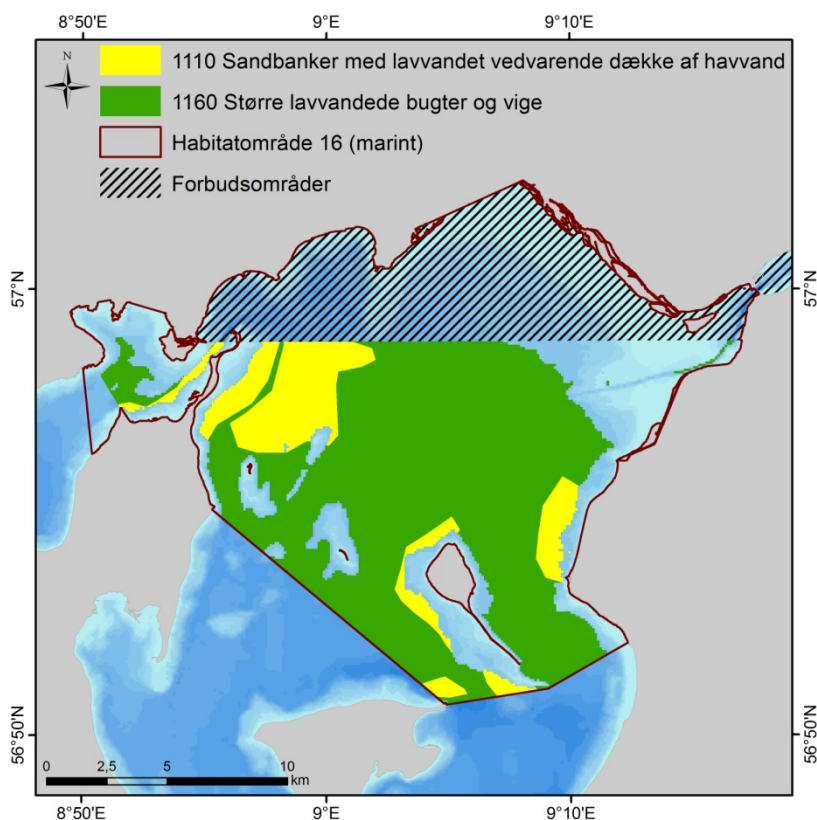 8°50'E 9°E 9°10'E
N
1110 Sandbanker med lavvandet vedvarende dække af havvand
1160 Større lavvandede bugter og vige
Habitatområde 16 (marint)
Forbudsområder
57°N 57°N
56°50'N 56°50'N
0 2,5 5 10
km
8°50'E 9°E 9°10'E